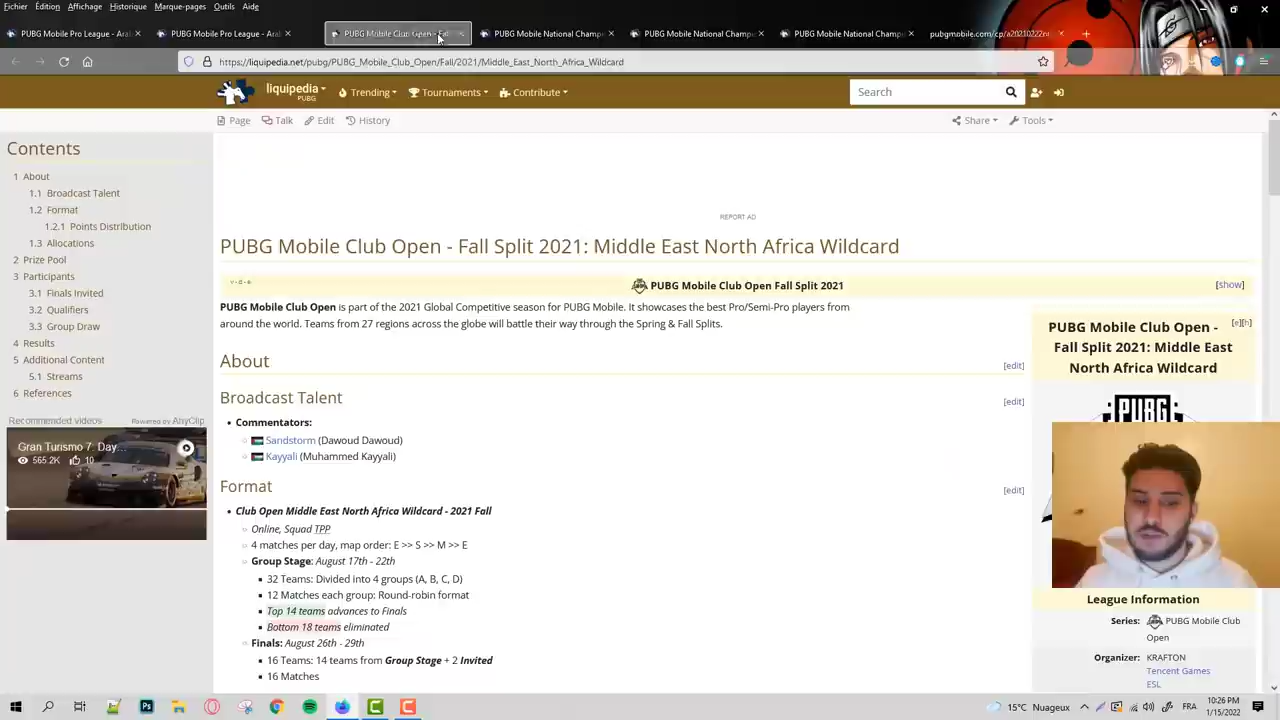 Fichier Édition Affichage Historique Marque-pages Outils Aide
PUBG Mobile Pro League - Arab
PUBG Mobile Pro League - Arab
PUBG Mobile Club Open - Fall
PUBG Mobile National Champ
PUBG Mobile National Champ
PUBG Mobile National Champ
pubgmobile.com/cp/a20210222n
https://liquipedia.net/pubg/PUBG_Mobile_Club_Open/Fall/2021/Middle_East_North_Africa_Wildcard
liquipedia
PUBG
Trending
Tournaments
Contribute
Search
Page
Talk
Edit
History
Share
Tools
Contents
1 About
1.1 Broadcast Talent
1.2 Format
1.2.1 Points Distribution
1.3 Allocations
2 Prize Pool
3 Participants
3.1 Finals Invited
3.2 Qualifiers
3.3 Group Draw
4 Results
5 Additional Content
5.1 Streams
6 References
Recommended videos
Powered by AnyClip
Gran Turismo 7: Day...
565.2K 10
REPORT AD
PUBG Mobile Club Open - Fall Split 2021: Middle East North Africa Wildcard
v · d · e
PUBG Mobile Club Open Fall Split 2021
[show]
PUBG Mobile Club Open is part of the 2021 Global Competitive season for PUBG Mobile. It showcases the best Pro/Semi-Pro players from
around the world. Teams from 27 regions across the globe will battle their way through the Spring & Fall Splits.
About
[edit]
Broadcast Talent
[edit]
Commentators:
Sandstorm (Dawoud Dawoud)
Kayyali (Muhammed Kayyali)
Format
[edit]
Club Open Middle East North Africa Wildcard - 2021 Fall
Online, Squad TPP
4 matches per day, map order: E >> S >> M >> E
Group Stage: August 17th - 22th
32 Teams: Divided into 4 groups (A, B, C, D)
12 Matches each group: Round-robin format
Top 14 teams advances to Finals
Bottom 18 teams eliminated
Finals: August 26th - 29th
16 Teams: 14 teams from Group Stage + 2 Invited
16 Matches
PUBG Mobile Club Open -
Fall Split 2021: Middle East
North Africa Wildcard
[e][h]
PUBG
League Information
Series: PUBG Mobile Club
Open
Organizer: KRAFTON
Tencent Games
ESL
15°C Nuageux
FRA
10:26 PM
1/15/2022